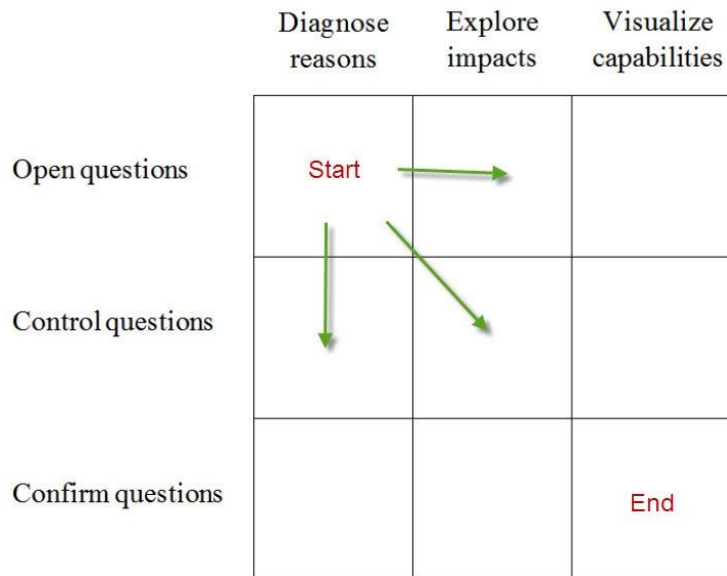 Diagnose reasons
Explore impacts
Visualize capabilities
Open questions
Start
Control questions
Confirm questions
End